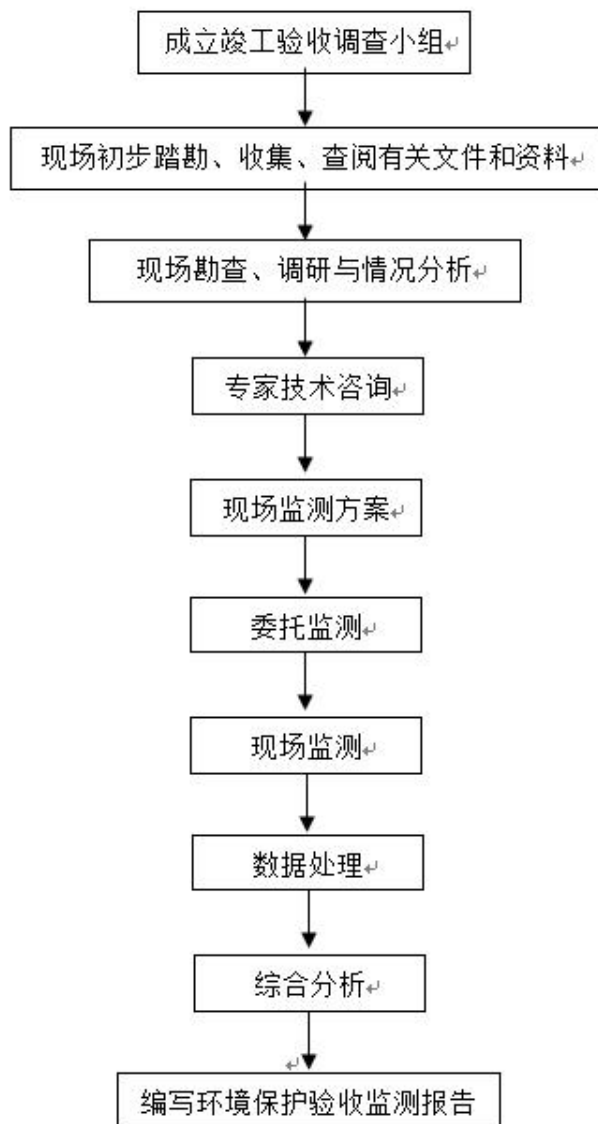 成立竣工验收调查小组
现场初步踏勘、收集、查阅有关文件和资料
现场勘查、调研与情况分析
专家技术咨询
现场监测方案
委托监测
现场监测
数据处理
综合分析
编写环境保护验收监测报告